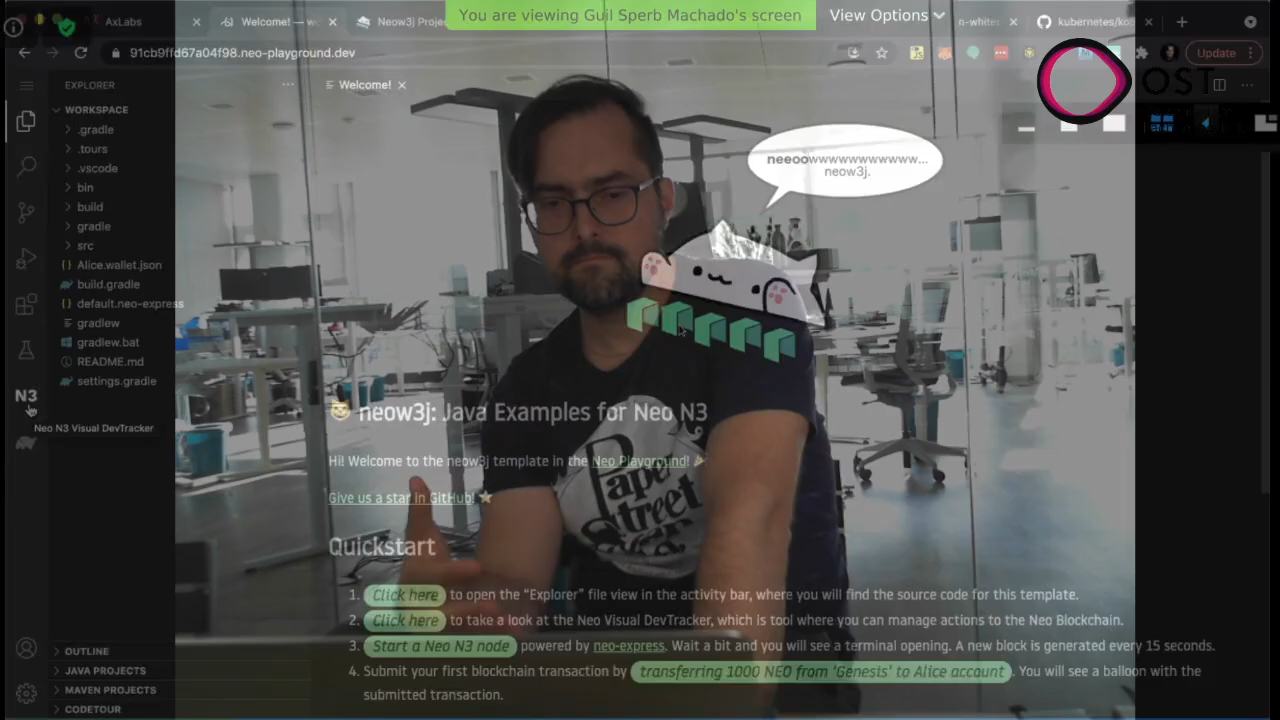 You are viewing Guil Sperb Machado's screen
View Options
AxLabs
Welcome! — wo
Neow3j Projec
n-white
kubernetes/ko
91cb9ffd67a04f98.neo-playground.dev
Update
OST
EXPLORER
Welcome!
WORKSPACE
.gradle
.tours
.vscode
bin
build
gradle
src
Alice.wallet.json
build.gradle
default.neo-express
gradlew
gradlew.bat
README.md
settings.gradle
N3
Neo N3 Visual DevTracker
OUTLINE
JAVA PROJECTS
MAVEN PROJECTS
CODETOUR
neeoowwwwwwwwwww...
neow3j.
neow3j: Java Examples for Neo N3
Hi! Welcome to the neow3j template in the Neo Playground!
Give us a star in GitHub!
Paper
Street
Quickstart
1. Click here to open the “Explorer” file view in the activity bar, where you will find the source code for this template.
2. Click here to take a look at the Neo Visual DevTracker, which is tool where you can manage actions to the Neo Blockchain.
3. Start a Neo N3 node powered by neo-express. Wait a bit and you will see a terminal opening. A new block is generated every 15 seconds.
4. Submit your first blockchain transaction by transferring 1000 NEO from 'Genesis' to Alice account. You will see a balloon with the
submitted transaction.